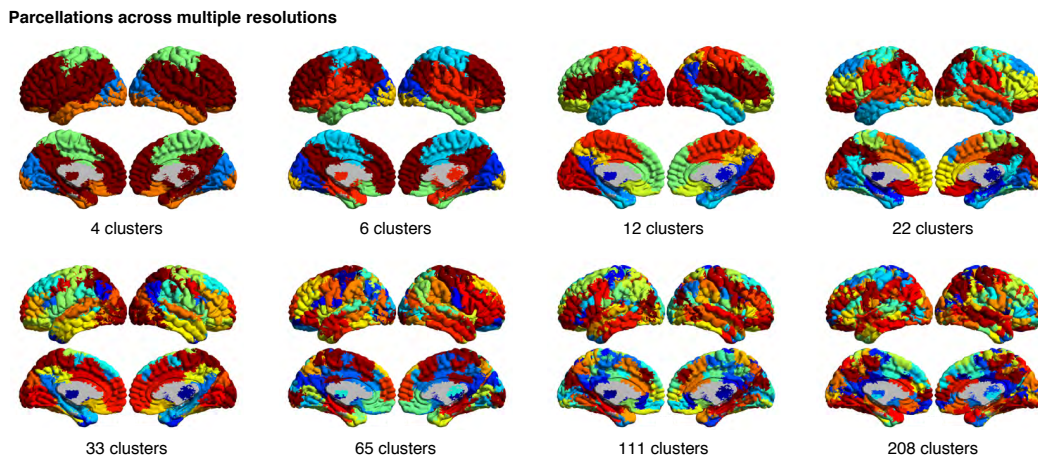 Parcellations across multiple resolutions
4 clusters
6 clusters
12 clusters
22 clusters
33 clusters
65 clusters
111 clusters
208 clusters